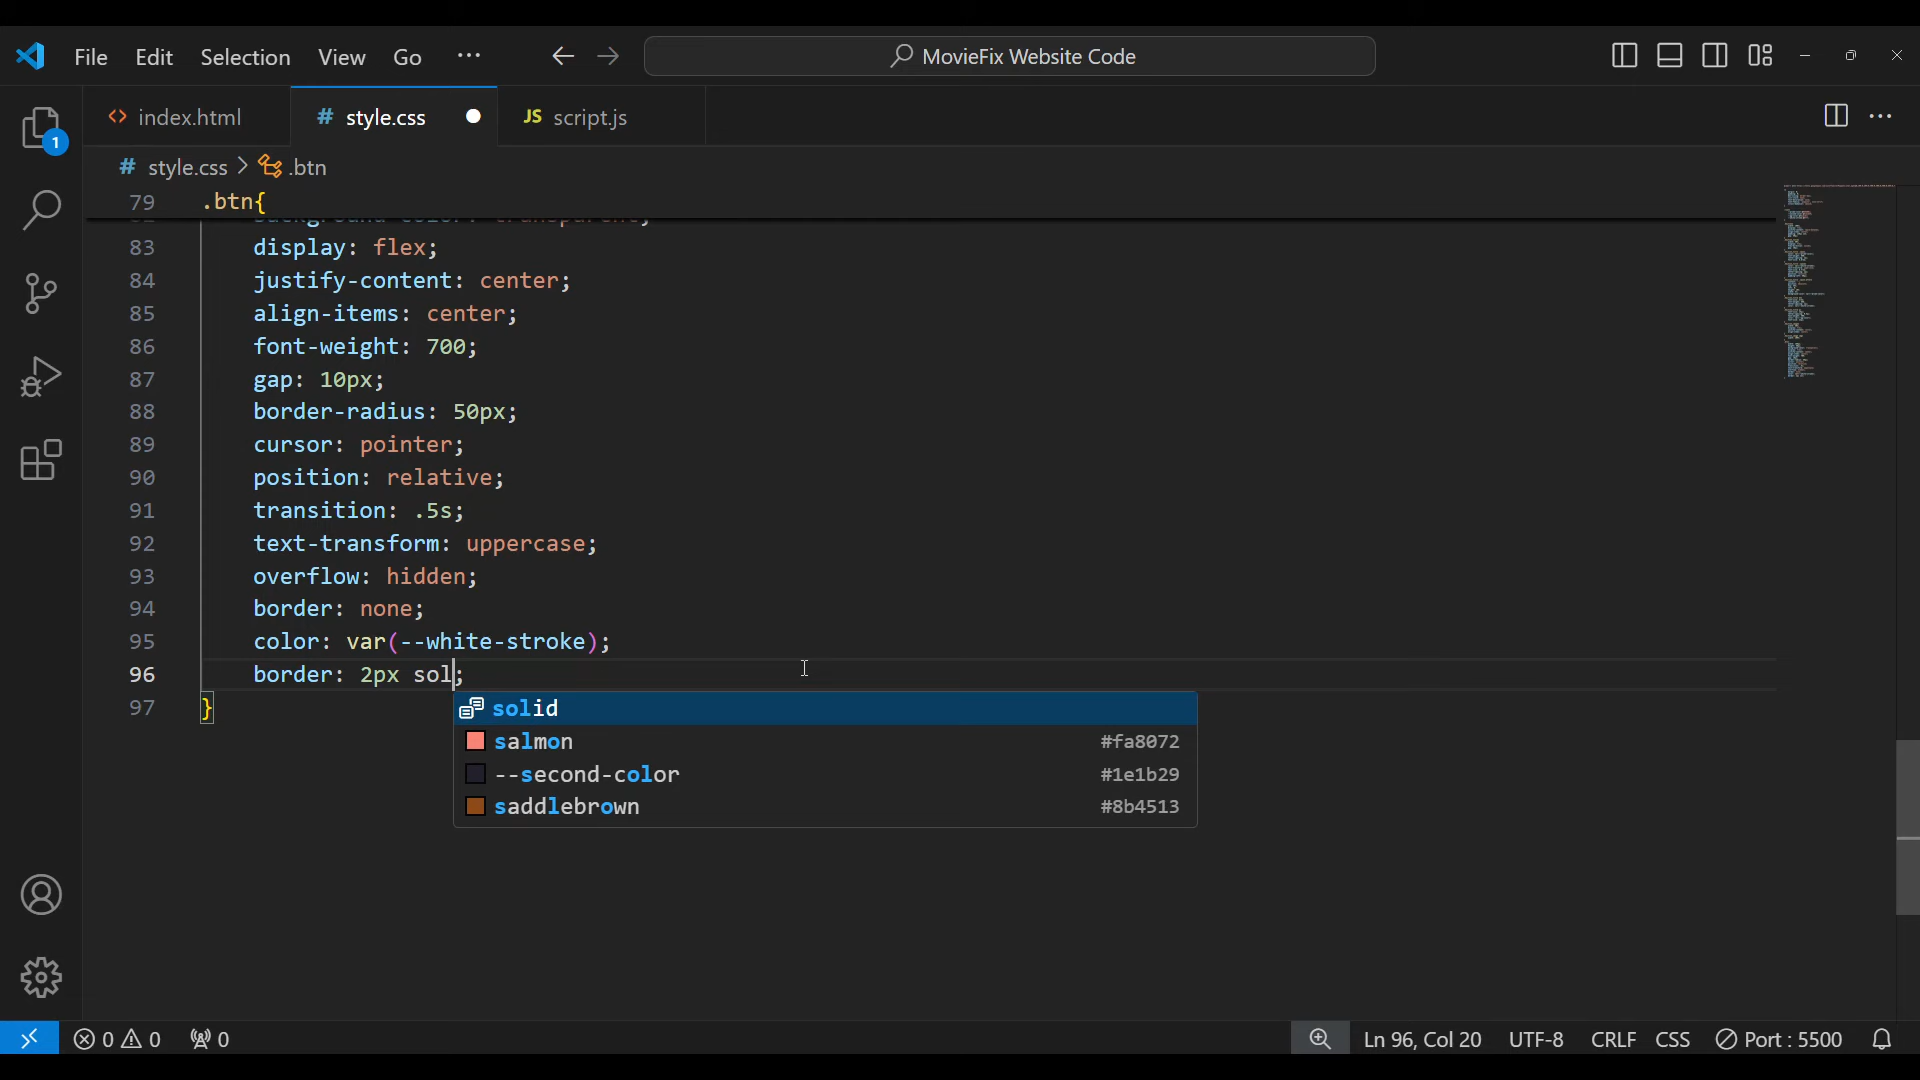 File Edit Selection View Go ··· MovieFix Website Code
index.html style.css JS script.js
style.css > .btn
79 .btn{
83 display: flex;
84 justify-content: center;
85 align-items: center;
86 font-weight: 700;
87 gap: 10px;
88 border-radius: 50px;
89 cursor: pointer;
90 position: relative;
91 transition: .5s;
92 text-transform: uppercase;
93 overflow: hidden;
94 border: none;
95 color: var(--white-stroke);
96 border: 2px sol;
97 }
solid
salmon #fa8072
--second-color #1e1b29
saddlebrown #8b4513
1
0 0 0 Ln 96, Col 20 UTF-8 CRLF CSS Port : 5500